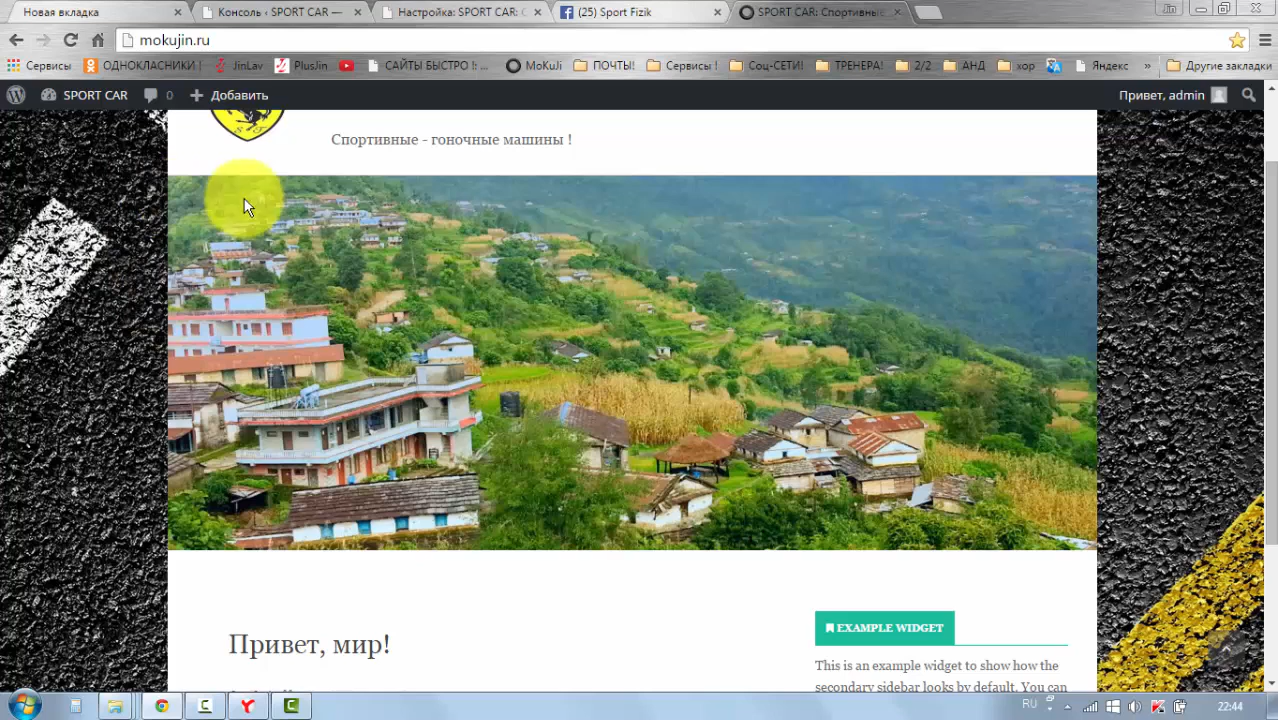 Новая вкладка
Консоль ‹ SPORT CAR —
Настройка: SPORT CAR: С
(25) Sport Fizik
SPORT CAR: Спортивные
Jin
mokujin.ru
Сервисы
ОДНОКЛАСНИКИ !
JinLav
PlusJin
САЙТЫ БЫСТРО !: ...
MoKuJi
ПОЧТЫ!
Сервисы !
Соц-СЕТИ!
ТРЕНЕРА!
2/2
АНД
хор
Яндекс
»
Другие закладки
SPORT CAR
0
Добавить
Привет, admin
S F
Спортивные - гоночные машины !
Привет, мир!
EXAMPLE WIDGET
This is an example widget to show how the
secondary sidebar looks by default. You can
RU
22:44